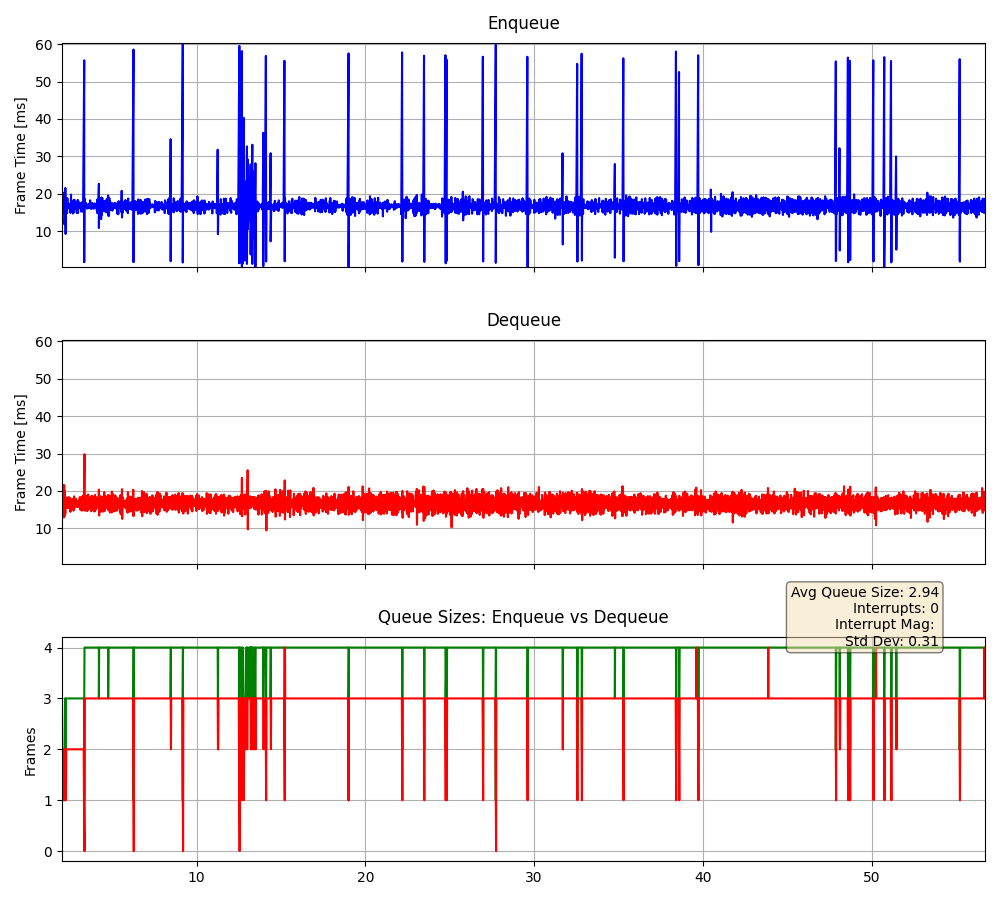 Enqueue
Frame Time [ms]
60
50
40
30
20
10
Dequeue
Frame Time [ms]
60
50
40
30
20
10
Avg Queue Size: 2.94
Interrupts: 0
Interrupt Mag:
Std Dev: 0.31
Queue Sizes: Enqueue vs Dequeue
Frames
4
3
2
1
0
10 20 30 40 50